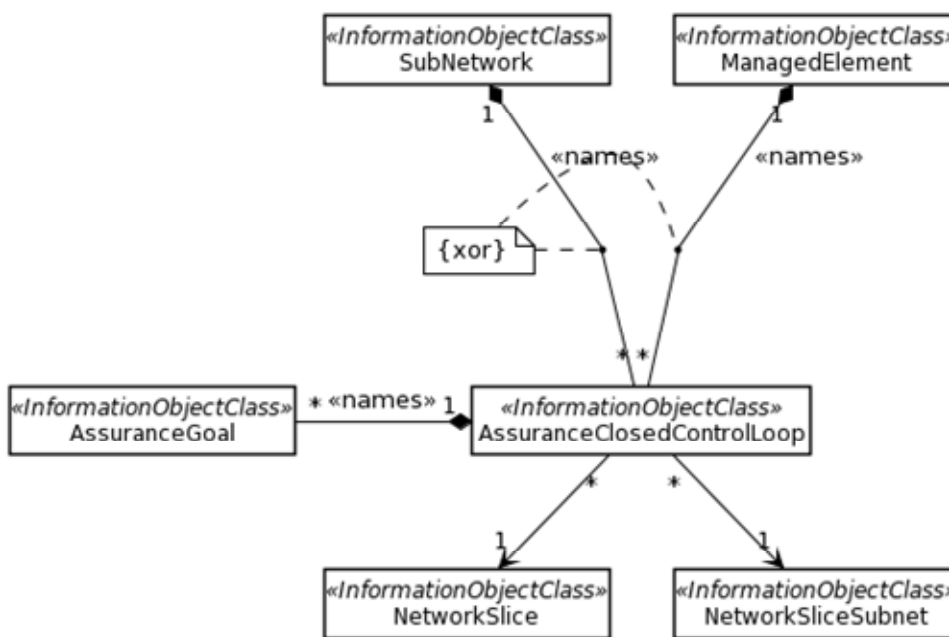 «InformationObjectClass»
SubNetwork
«InformationObjectClass»
ManagedElement
1
1
«names»
«names»
{xor}
*
*
«InformationObjectClass»
AssuranceGoal
* «names» 1
«InformationObjectClass»
AssuranceClosedControlLoop
*
*
1
1
«InformationObjectClass»
NetworkSlice
«InformationObjectClass»
NetworkSliceSubnet